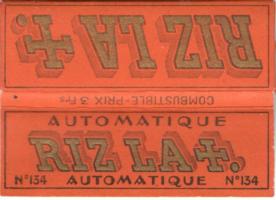 RIZ LA+.
COMBUSTIBLE-PRIX 3 Frs
AUTOMATIQUE
RIZ LA+.
N°134 AUTOMATIQUE N°134